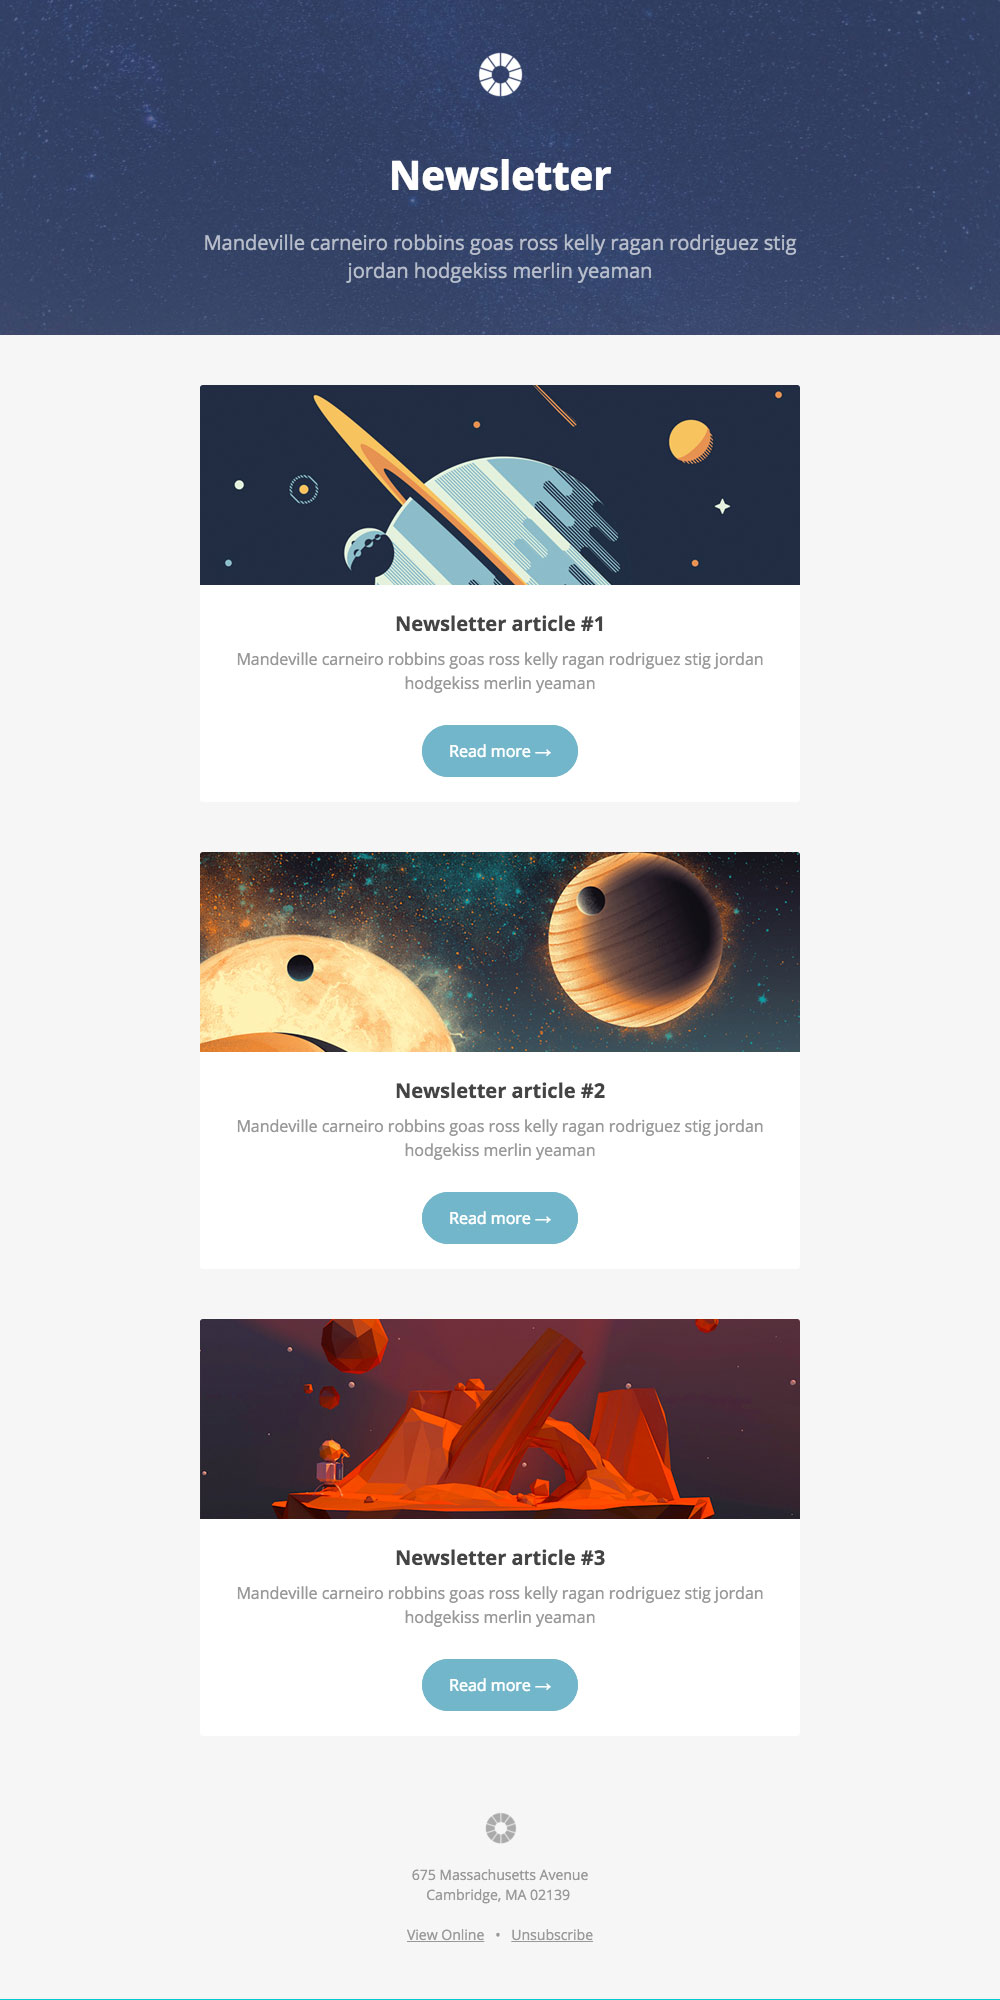 Newsletter
Mandeville carneiro robbins goas ross kelly ragan rodriguez stig
jordan hodgekiss merlin yeaman
Newsletter article #1
Mandeville carneiro robbins goas ross kelly ragan rodriguez stig jordan
hodgekiss merlin yeaman
Read more →
Newsletter article #2
Mandeville carneiro robbins goas ross kelly ragan rodriguez stig jordan
hodgekiss merlin yeaman
Read more →
Newsletter article #3
Mandeville carneiro robbins goas ross kelly ragan rodriguez stig jordan
hodgekiss merlin yeaman
Read more →
675 Massachusetts Avenue
Cambridge, MA 02139
View Online • Unsubscribe